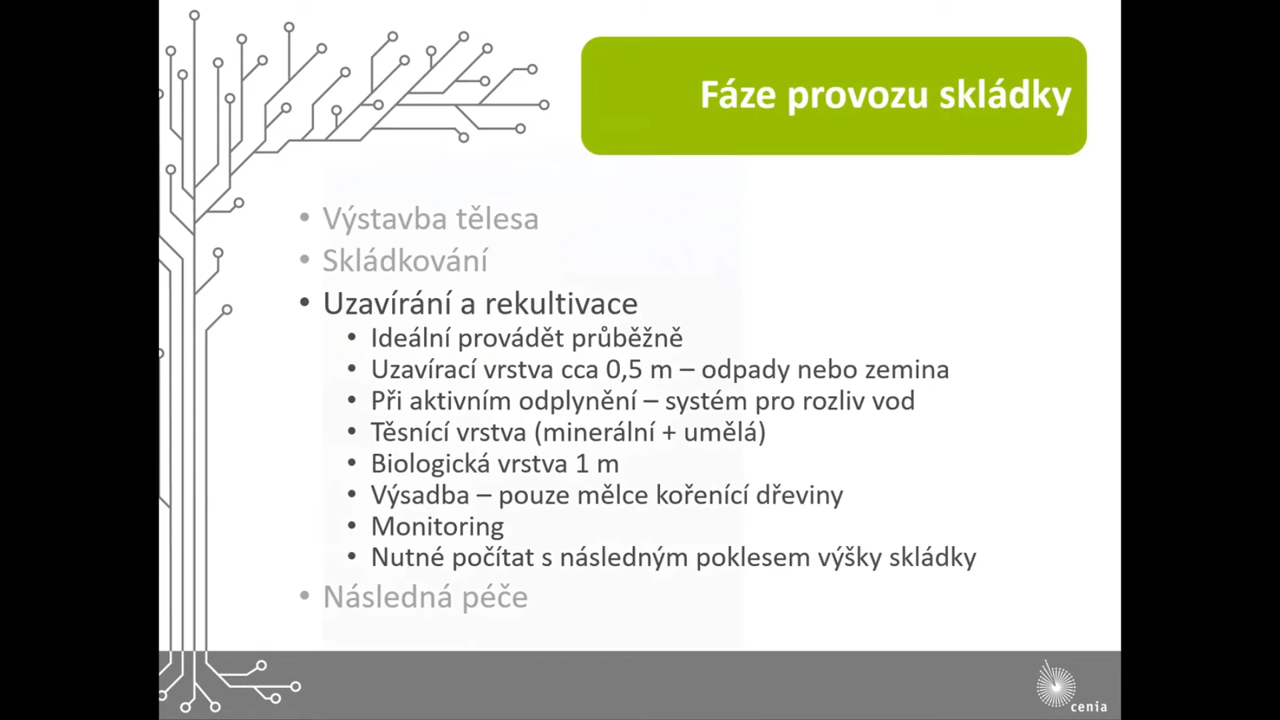 Fáze provozu skládky
• Výstavba tělesa
• Skládkování
• Uzavírání a rekultivace
• Ideální provádět průběžně
• Uzavírací vrstva cca 0,5 m – odpady nebo zemina
• Při aktivním odplynění – systém pro rozliv vod
• Těsnící vrstva (minerální + umělá)
• Biologická vrstva 1 m
• Výsadba – pouze mělce kořenící dřeviny
• Monitoring
• Nutné počítat s následným poklesem výšky skládky
• Následná péče
cenia